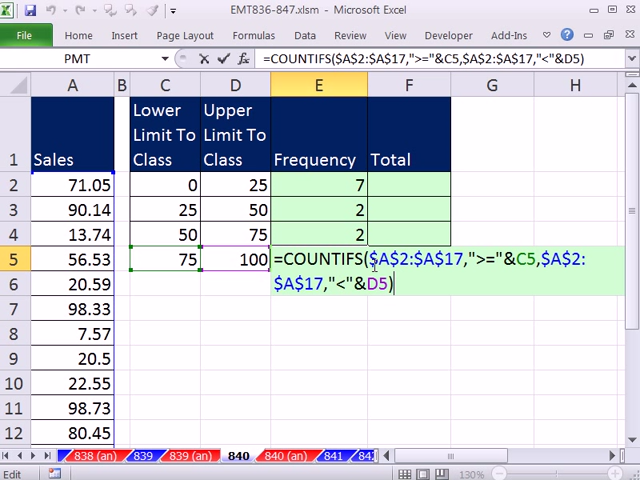 EMT836-847.xlsm - Microsoft Excel
File Home Insert Page Layout Formulas Data Review View Developer Add-Ins
PMT =COUNTIFS($A$2:$A$17,">="&C5,$A$2:$A$17,"<"&D5)
A B C D E F G H
1 Sales Lower Limit To Class Upper Limit To Class Frequency Total
2 71.05 0 25 7
3 90.14 25 50 2
4 13.74 50 75 2
5 56.53 75 100 =COUNTIFS($A$2:$A$17,">="&C5,$A$2:
6 20.59 $A$17,"<"&D5)
7 98.33
8 7.57
9 20.5
10 22.55
11 98.73
12 80.45
838 (an) 839 839 (an) 840 840 (an) 841
Edit 130%